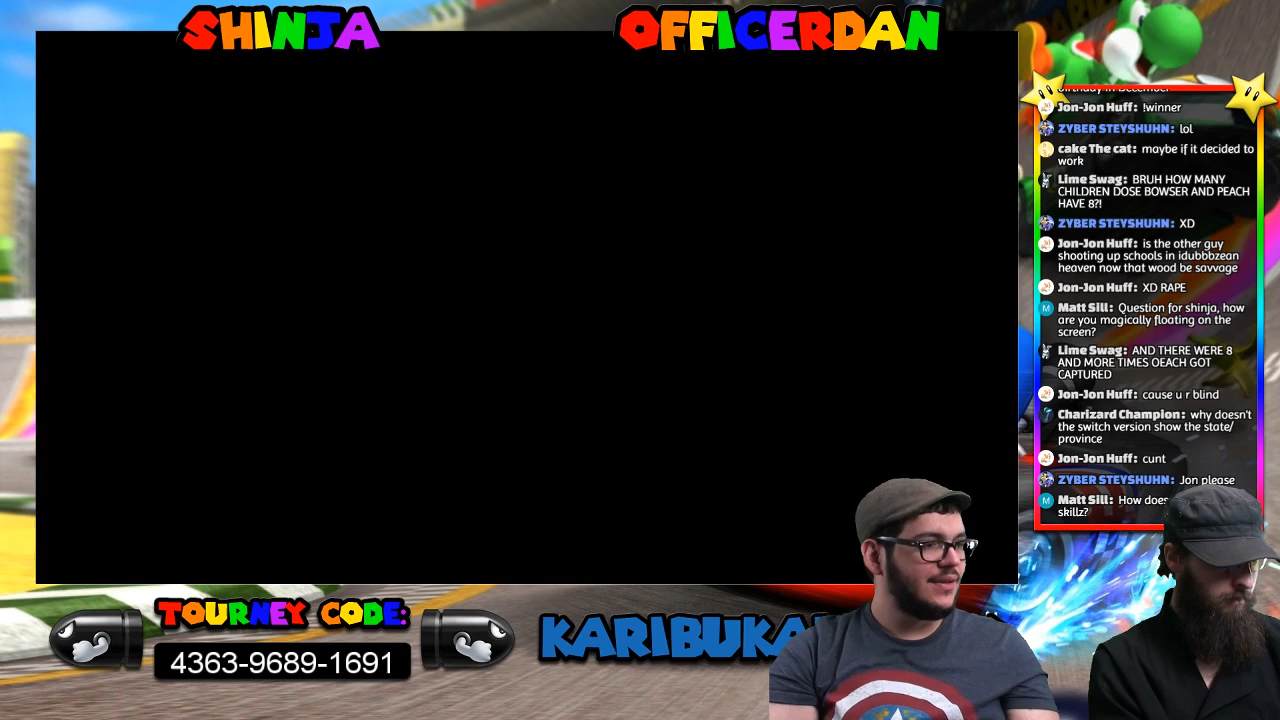 SHINJA
OFFICERDAN
birthday in December
Jon-Jon Huff: !winner
ZYBER STEYSHUHN: lol
cake The cat: maybe if it decided to
work
Lime Swag: BRUH HOW MANY
CHILDREN DOSE BOWSER AND PEACH
HAVE 8?!
ZYBER STEYSHUHN: XD
Jon-Jon Huff: is the other guy
shooting up schools in idubbbzean
heaven now that wood be savvage
Jon-Jon Huff: XD RAPE
M Matt Sill: Question for shinja, how
are you magically floating on the
screen?
Lime Swag: AND THERE WERE 8
AND MORE TIMES OEACH GOT
CAPTURED
Jon-Jon Huff: cause u r blind
Charizard Champion: why doesn't
the switch version show the state/
province
Jon-Jon Huff: cunt
ZYBER STEYSHUHN: Jon please
M Matt Sill: How does
skillz?
TOURNEY CODE:
4363-9689-1691
KARIBUKA